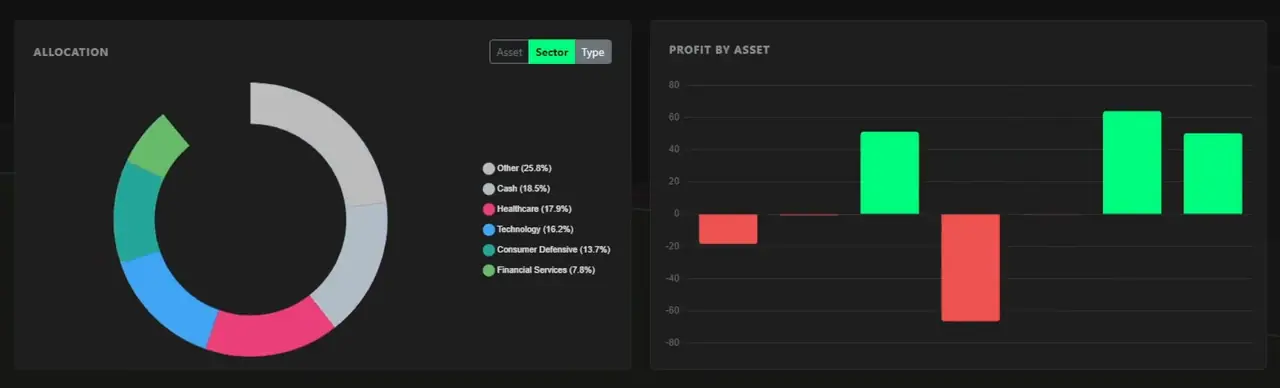 ALLOCATION
Asset Sector Type
Other (25.8%)
Cash (18.5%)
Healthcare (17.9%)
Technology (16.2%)
Consumer Defensive (13.7%)
Financial Services (7.8%)
PROFIT BY ASSET
80
60
40
20
0
-20
-40
-60
-80